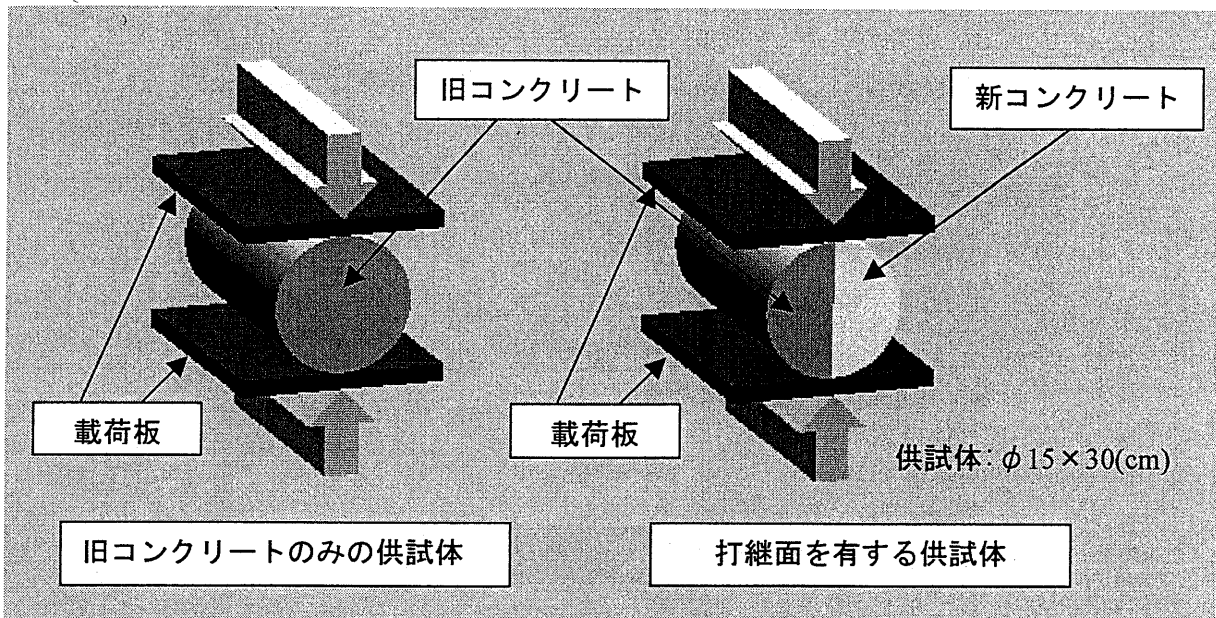 旧コンクリート
新コンクリート
載荷板
載荷板
供試体:φ15×30(cm)
旧コンクリートのみの供試体
打継面を有する供試体